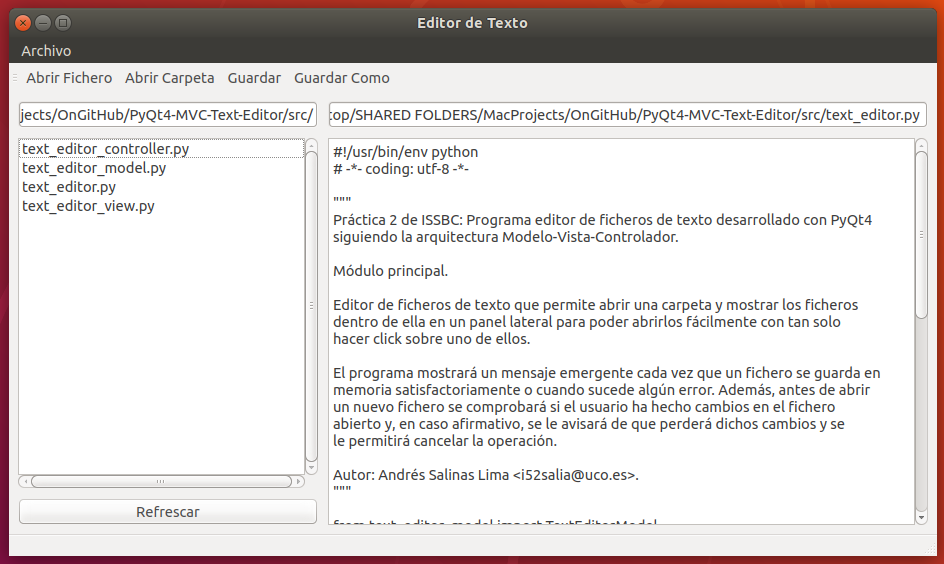 Editor de Texto
Archivo
Abrir Fichero Abrir Carpeta Guardar Guardar Como
jects/OnGitHub/PyQt4-MVC-Text-Editor/src/
top/SHARED FOLDERS/MacProjects/OnGitHub/PyQt4-MVC-Text-Editor/src/text_editor.py
text_editor_controller.py
text_editor_model.py
text_editor.py
text_editor_view.py
Refrescar
#!/usr/bin/env python
# -*- coding: utf-8 -*-
"""
Práctica 2 de ISSBC: Programa editor de ficheros de texto desarrollado con PyQt4
siguiendo la arquitectura Modelo-Vista-Controlador.
Módulo principal.
Editor de ficheros de texto que permite abrir una carpeta y mostrar los ficheros
dentro de ella en un panel lateral para poder abrirlos fácilmente con tan solo
hacer click sobre uno de ellos.
El programa mostrará un mensaje emergente cada vez que un fichero se guarda en
memoria satisfactoriamente o cuando sucede algún error. Además, antes de abrir
un nuevo fichero se comprobará si el usuario ha hecho cambios en el fichero
abierto y, en caso afirmativo, se le avisará de que perderá dichos cambios y se
le permitirá cancelar la operación.
Autor: Andrés Salinas Lima <i52salia@uco.es>.
"""
from text_editor_model import TextEditorModel